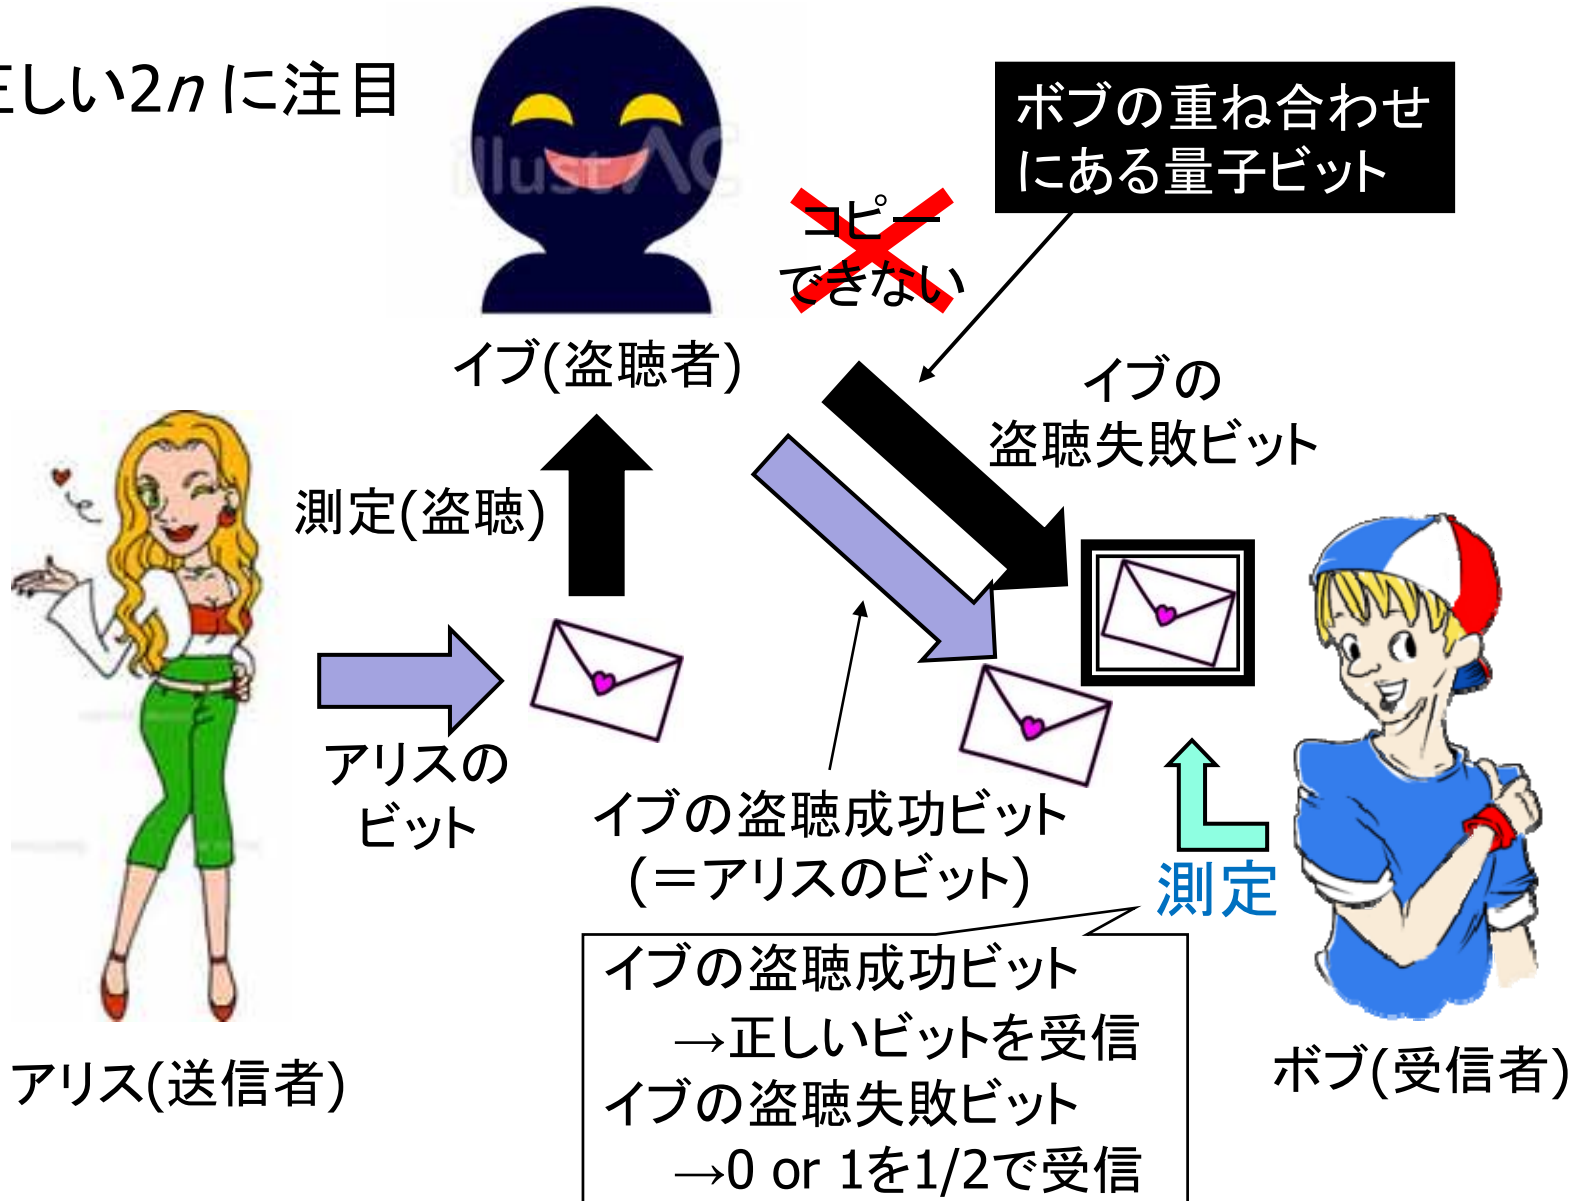 しい2n に注目
illustAC
ボブの重ね合わせ
にある量子ビット
コピー
できない
イブ(盗聴者)
イブの
盗聴失敗ビット
測定(盗聴)
アリスの
ビット
イブの盗聴成功ビット
(＝アリスのビット)
測定
イブの盗聴成功ビット
→正しいビットを受信
イブの盗聴失敗ビット
→0 or 1を1/2で受信
アリス(送信者)
ボブ(受信者)